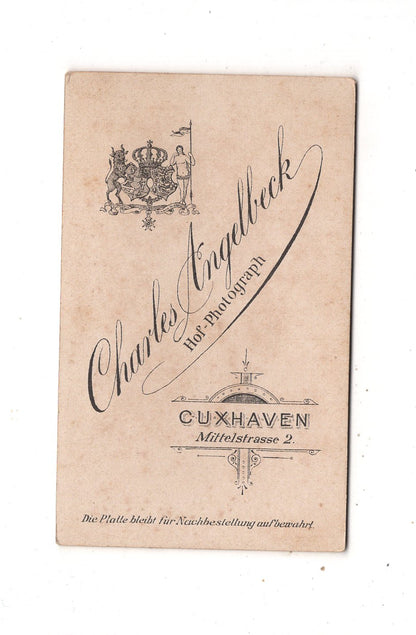 Charles Angelbeck
Hof-Photograph
CUXHAVEN
Mittelstrasse 2.
Die Platte bleibt für Nachbestellung aufbewahrt.